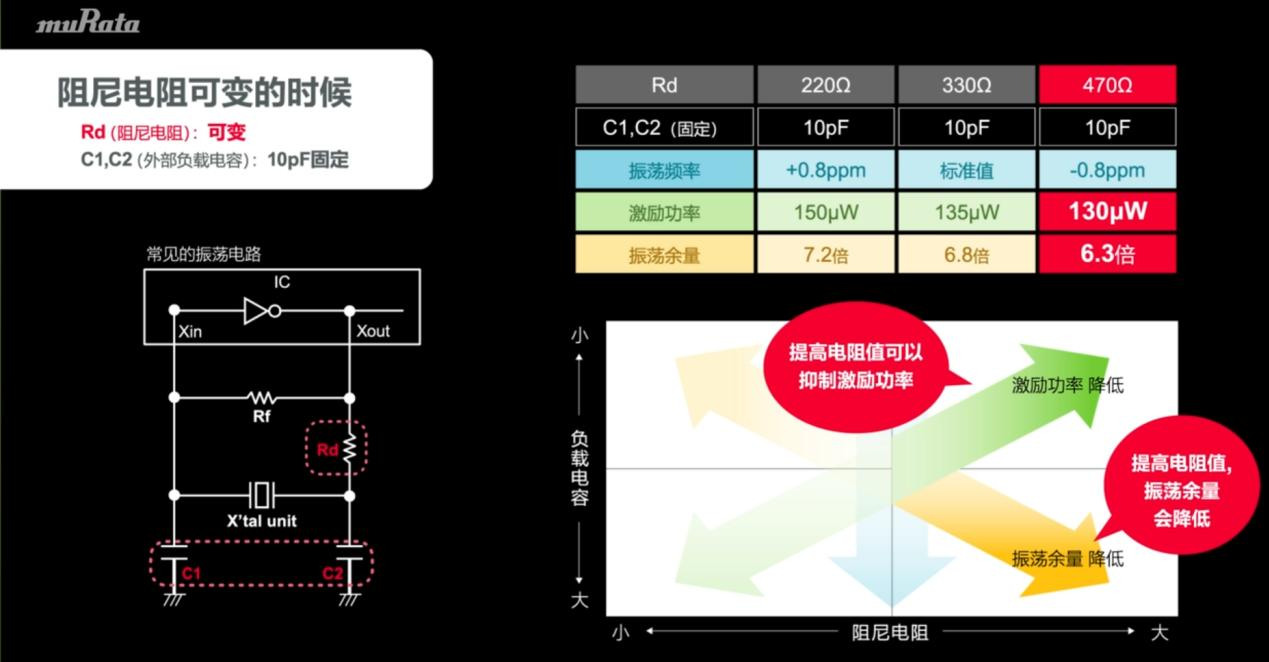 muRata
阻尼电阻可变的时候
Rd (阻尼电阻)：可变
C1,C2 (外部负载电容)：10pF固定
常见的振荡电路
IC
Xin
Xout
Rf
Rd
X'tal unit
C1
C2
Rd 220Ω 330Ω 470Ω
C1,C2（固定） 10pF 10pF 10pF
振荡频率 +0.8ppm 标准值 -0.8ppm
激励功率 150μW 135μW 130μW
振荡余量 7.2倍 6.8倍 6.3倍
小
负载电容
大
提高电阻值可以
抑制激励功率
激励功率 降低
提高电阻值,
振荡余量
会降低
振荡余量 降低
小 阻尼电阻 大